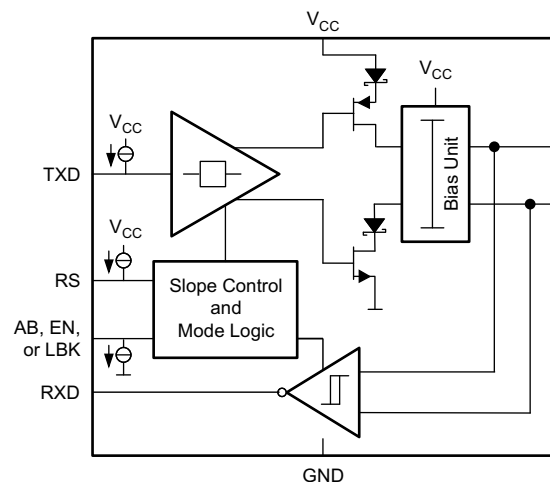 VCC
VCC
VCC
TXD
Bias Unit
VCC
RS
Slope Control
and
Mode Logic
AB, EN,
or LBK
RXD
GND